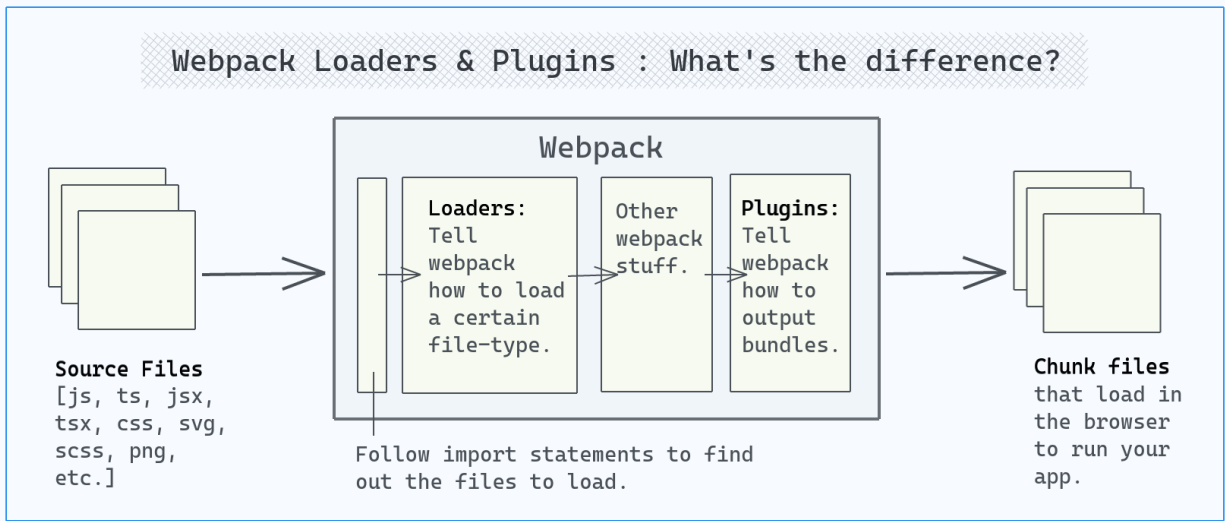 Webpack Loaders & Plugins : What's the difference?
Webpack
Loaders:
Tell
webpack
how to load
a certain
file-type.
Other
webpack
stuff.
Plugins:
Tell
webpack
how to
output
bundles.
Source Files
[js, ts, jsx,
tsx, css, svg,
scss, png,
etc.]
Follow import statements to find
out the files to load.
Chunk files
that load in
the browser
to run your
app.